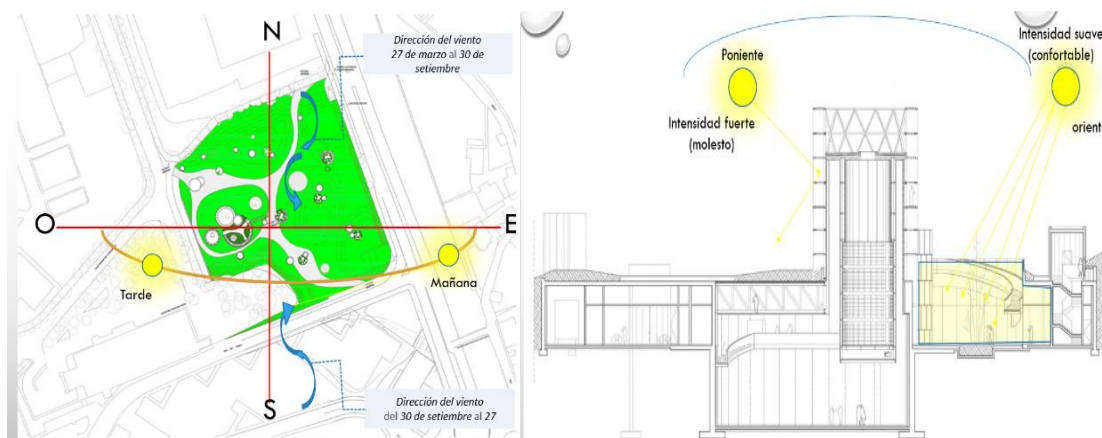 N
Dirección del viento
27 de marzo al 30 de
setiembre
O
E
Tarde
Mañana
S
Dirección del viento
del 30 de setiembre al 27
Poniente
Intensidad fuerte
(molesto)
Intensidad suave
(confortable)
orient